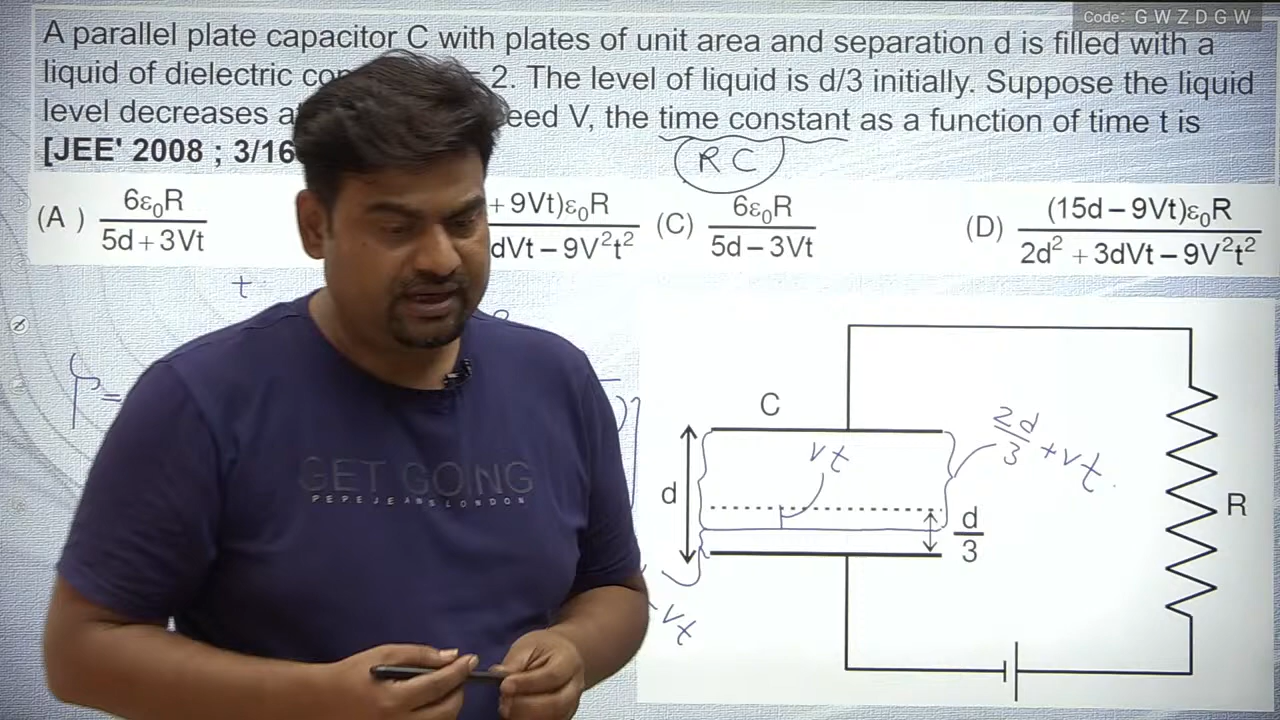 Code: G W Z D G W
A parallel plate capacitor C with plates of unit area and separation d is filled with a
liquid of dielectric 2. The level of liquid is d/3 initially. Suppose the liquid
level decreases V, the time constant as a function of time t is
[JEE' 2008 ; 3/16
RC
(A) 6ε₀R / 5d + 3Vt
+ 9Vt)ε₀R / dVt – 9V²t²
(C) 6ε₀R / 5d – 3Vt
(D) (15d – 9Vt)ε₀R / 2d² + 3dVt – 9V²t²
t
C
vt
2d/3 + vt
d
d/3
R
vt
GET GOING
PEPE JEANS LONDON